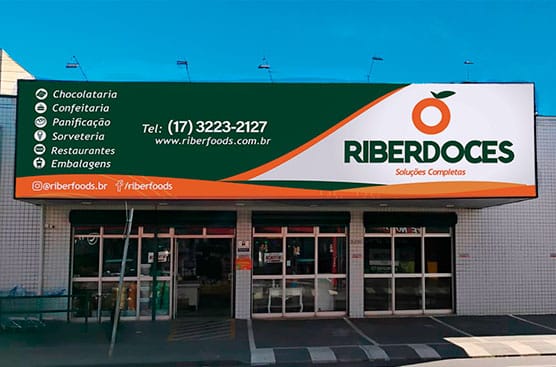 Chocolataria
Confeitaria
Panificação
Sorveteria
Restaurantes
Embalagens
Tel: (17) 3223-2127
www.riberfoods.com.br
@riberfoods.br
/riberfoods
RIBERDOCES
Soluções Completas